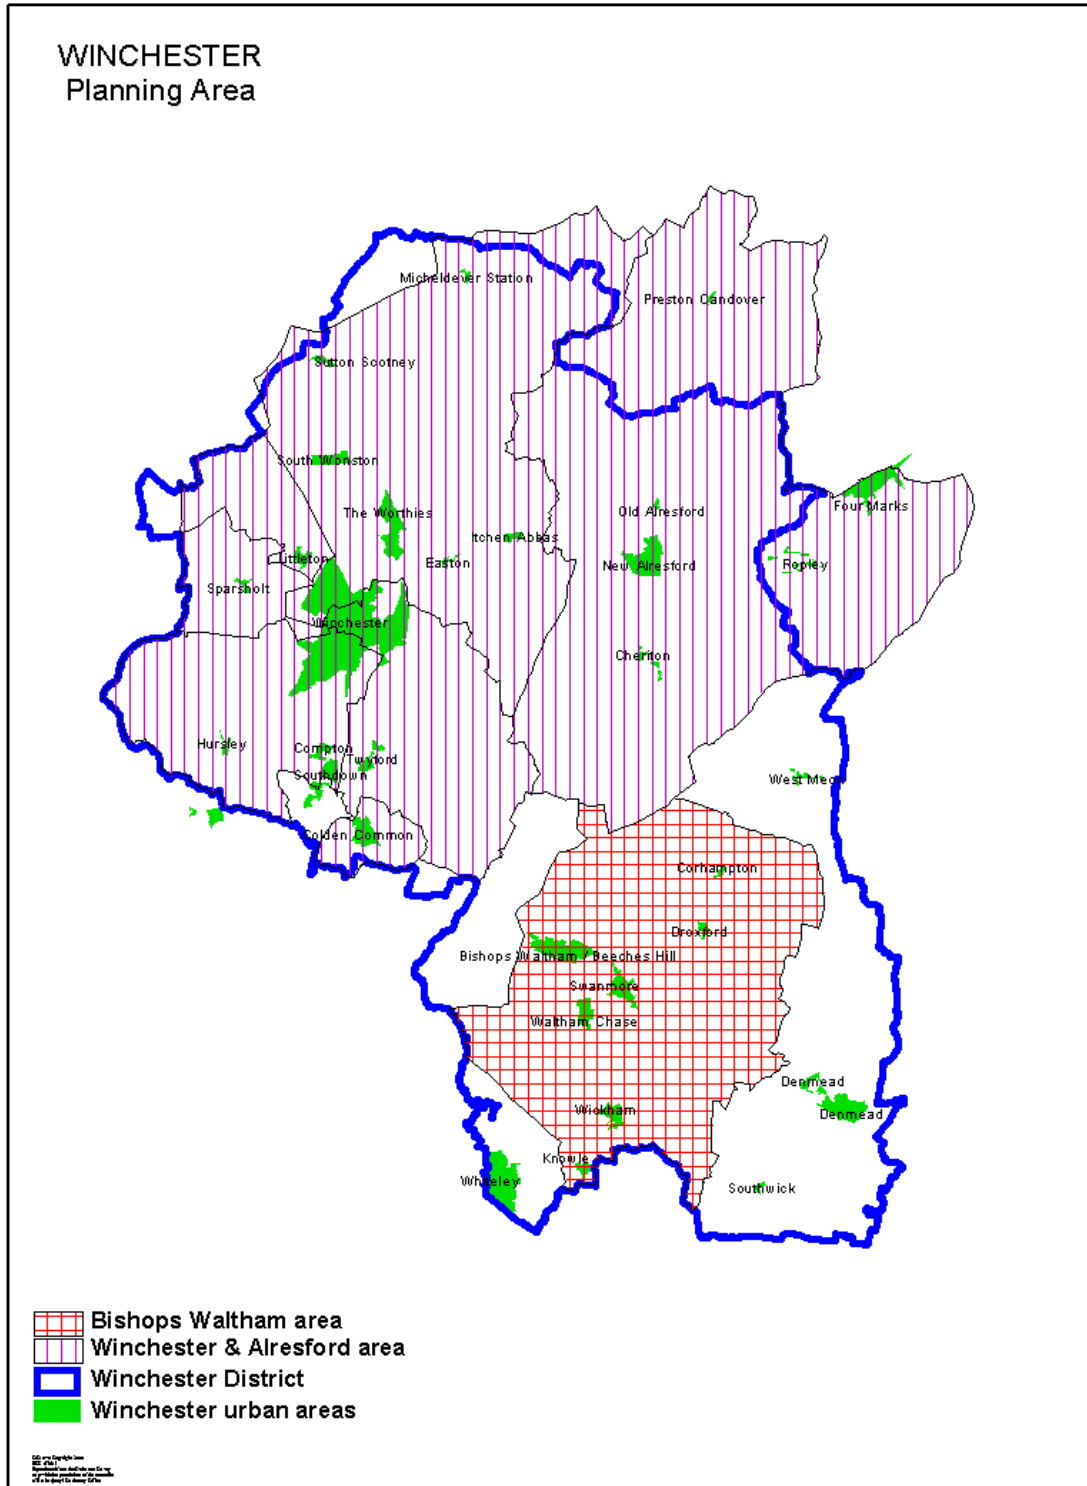 WINCHESTER
Planning Area
Micheldever Station
Preston Candover
Sutton Scotney
South Wonston
The Worthies
Old Alresford
Four Marks
Itchen Abbas
Littleton
Easton
New Alresford
Ropley
Sparsholt
Winchester
Cheriton
Hursley
Compton
Twyford
Southdown
West Meon
Colden Common
Corhampton
Droxford
Bishops Waltham / Beeches Hill
Swanmore
Waltham Chase
Denmead
Wickham
Denmead
Knowle
Whiteley
Southwick
Bishops Waltham area
Winchester & Alresford area
Winchester District
Winchester urban areas